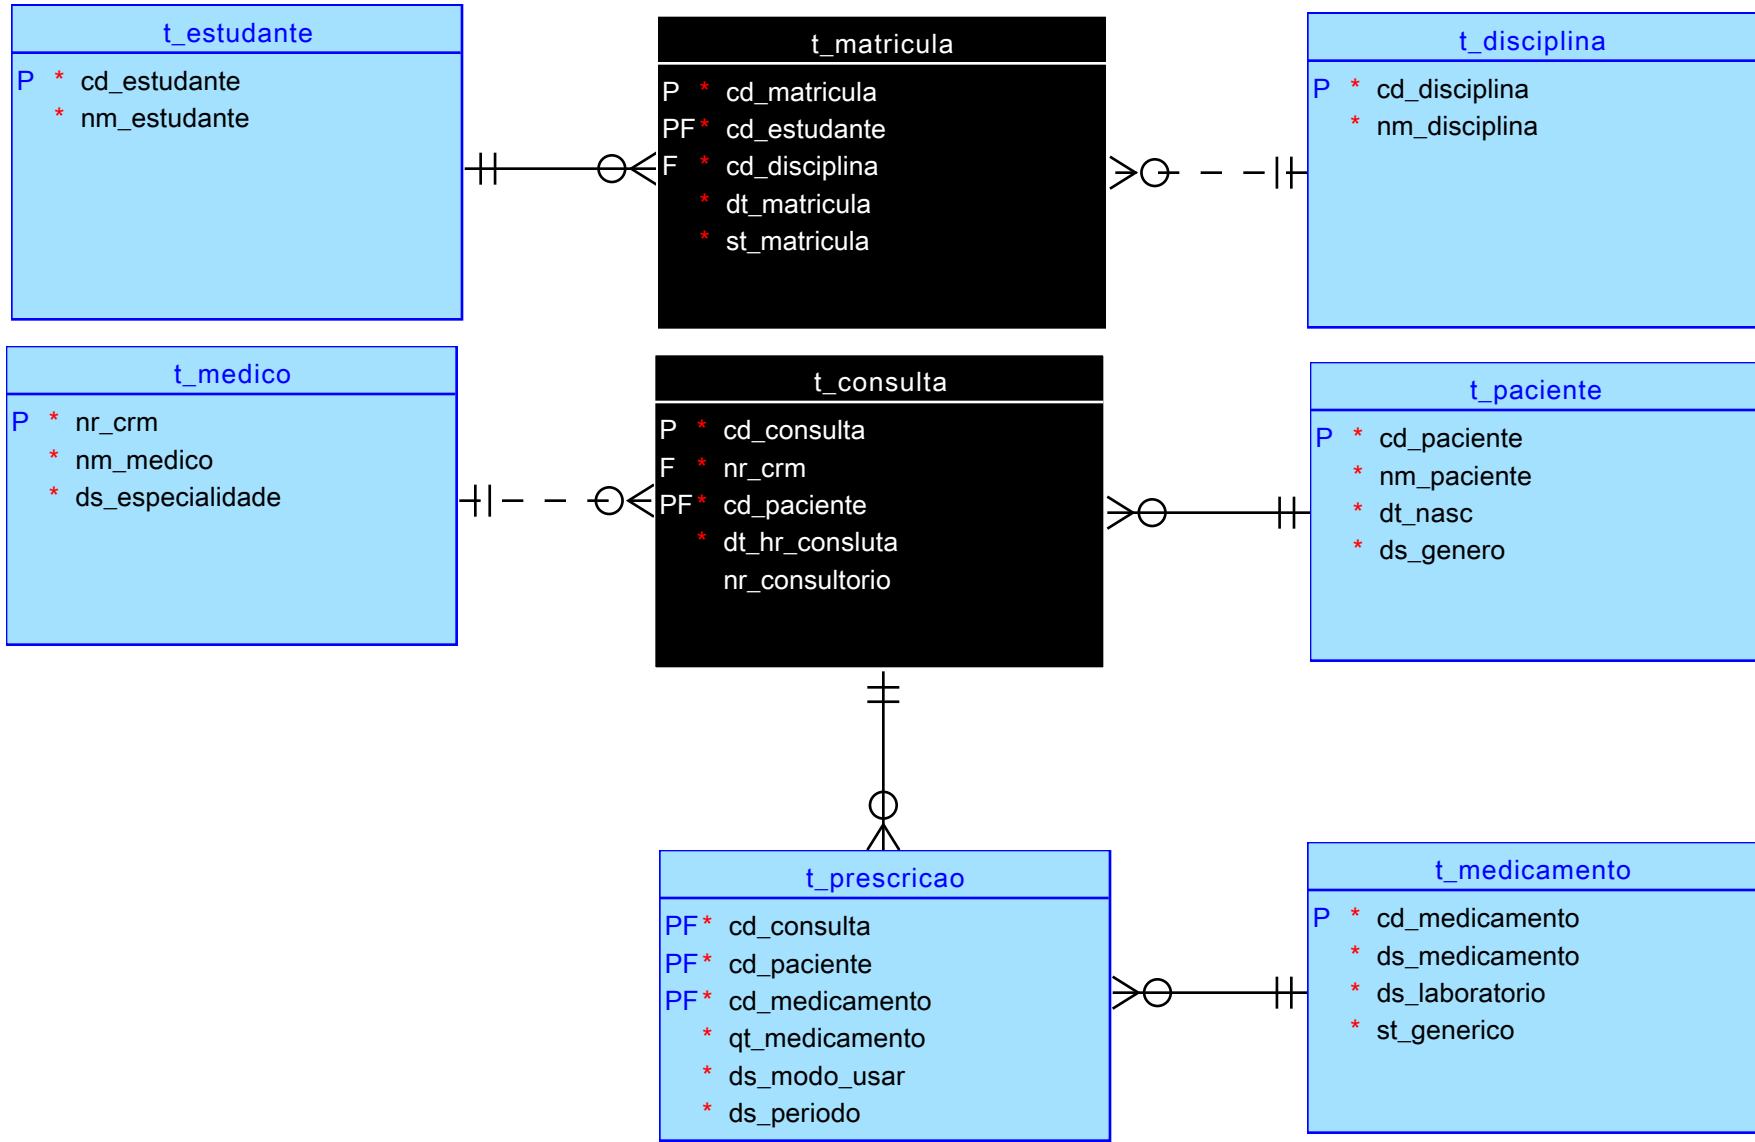 t_estudante
P * cd_estudante
* nm_estudante
t_matricula
P * cd_matricula
PF * cd_estudante
F * cd_disciplina
* dt_matricula
* st_matricula
t_disciplina
P * cd_disciplina
* nm_disciplina
t_medico
P * nr_crm
* nm_medico
* ds_especialidade
t_consulta
P * cd_consulta
F * nr_crm
PF * cd_paciente
* dt_hr_consluta
nr_consultorio
t_paciente
P * cd_paciente
* nm_paciente
* dt_nasc
* ds_genero
t_prescricao
PF * cd_consulta
PF * cd_paciente
PF * cd_medicamento
* qt_medicamento
* ds_modo_usar
* ds_periodo
t_medicamento
P * cd_medicamento
* ds_medicamento
* ds_laboratorio
* st_generico